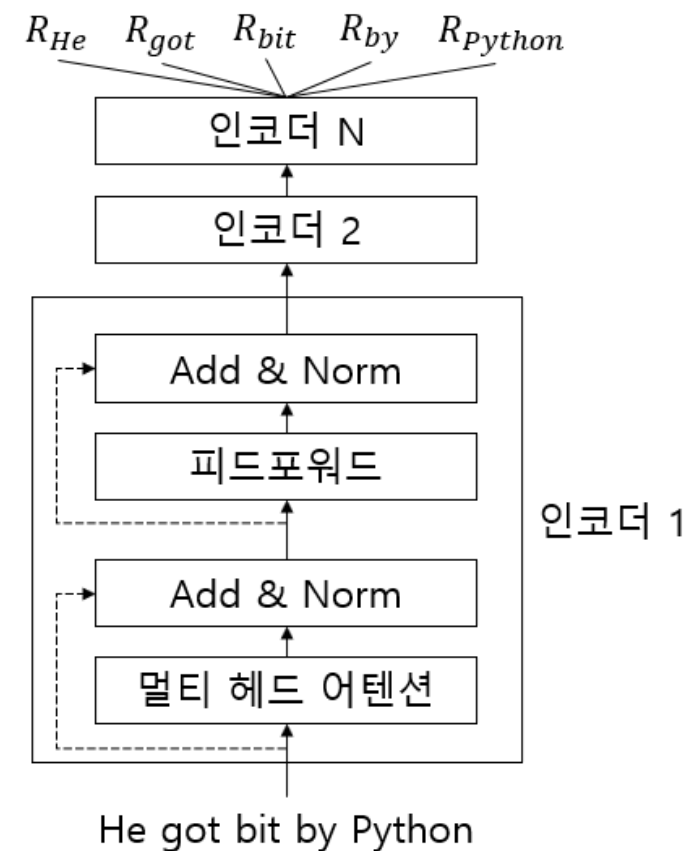 R_He R_got R_bit R_by R_Python
인코더 N
인코더 2
Add & Norm
피드포워드
인코더 1
Add & Norm
멀티 헤드 어텐션
He got bit by Python